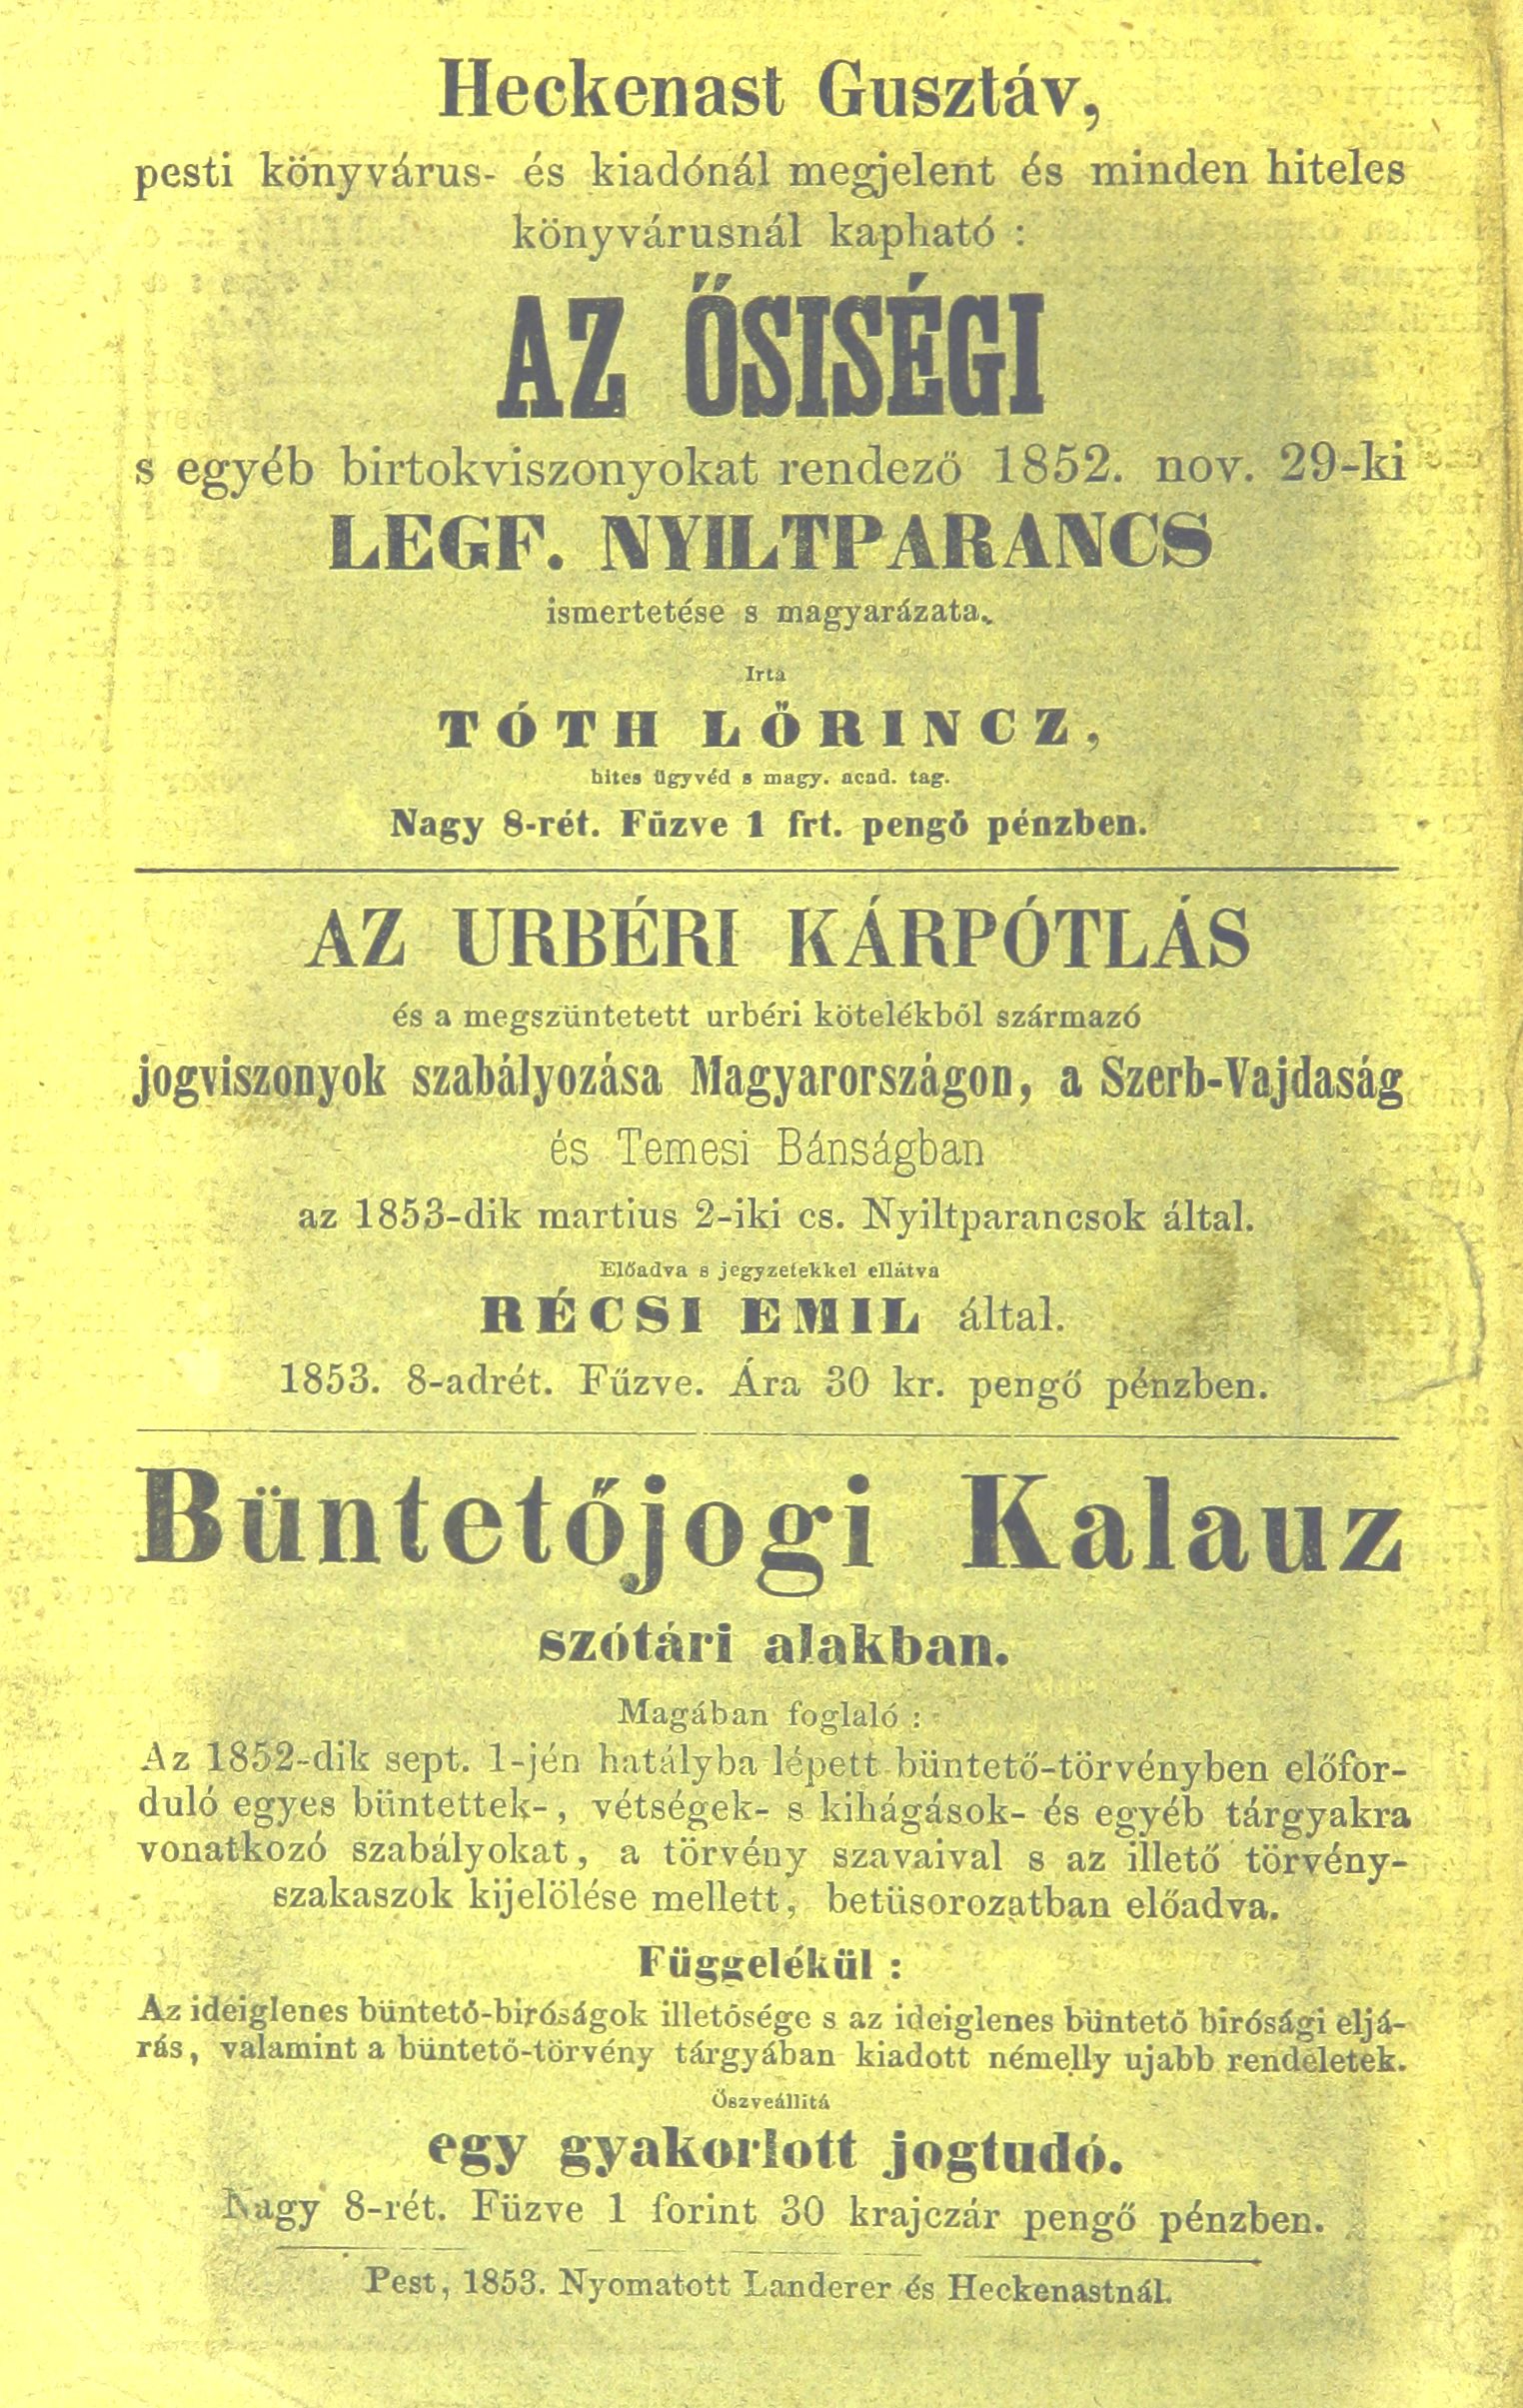 Heckenast Gusztáv,
pesti könyvárus- és kiadónál megjelent és minden hiteles
könyvárusnál kapható :
AZ ŐSISÉGI
s egyéb birtokviszonyokat rendező 1852. nov. 29-ki
LEGF. NYILTPARANCS
ismertetése s magyarázata.
Irta
TÓTH LŐRINCZ,
hites ügyvéd s magy. acad. tag.
Nagy 8-rét. Füzve 1 frt. pengő pénzben.
AZ URBÉRI KÁRPÓTLÁS
és a megszüntetett urbéri kötelékből származó
jogviszonyok szabályozása Magyarországon, a Szerb-Vajdaság
és Temesi Bánságban
az 1853-dik martius 2-iki cs. Nyiltparancsok által.
Előadva s jegyzetekkel ellátva
RÉCSI EMIL által.
1853. 8-adrét. Fűzve. Ára 30 kr. pengő pénzben.
Büntetőjogi Kalauz
szótári alakban.
Magában foglaló :
Az 1852-dik sept. 1-jén hatályba lépett büntető-törvényben előfor-
duló egyes büntettek-, vétségek- s kihágások- és egyéb tárgyakra
vonatkozó szabályokat, a törvény szavaival s az illető törvény-
szakaszok kijelölése mellett, betüsorozatban előadva.
Függelékül :
Az ideiglenes büntető-biróságok illetősége s az ideiglenes büntető birósági eljá-
rás, valamint a büntető-törvény tárgyában kiadott némelly ujabb rendeletek.
Öszveállitá
egy gyakorlott jogtudó.
Nagy 8-rét. Füzve 1 forint 30 krajczár pengő pénzben.
Pest, 1853. Nyomatott Landerer és Heckenastnál.